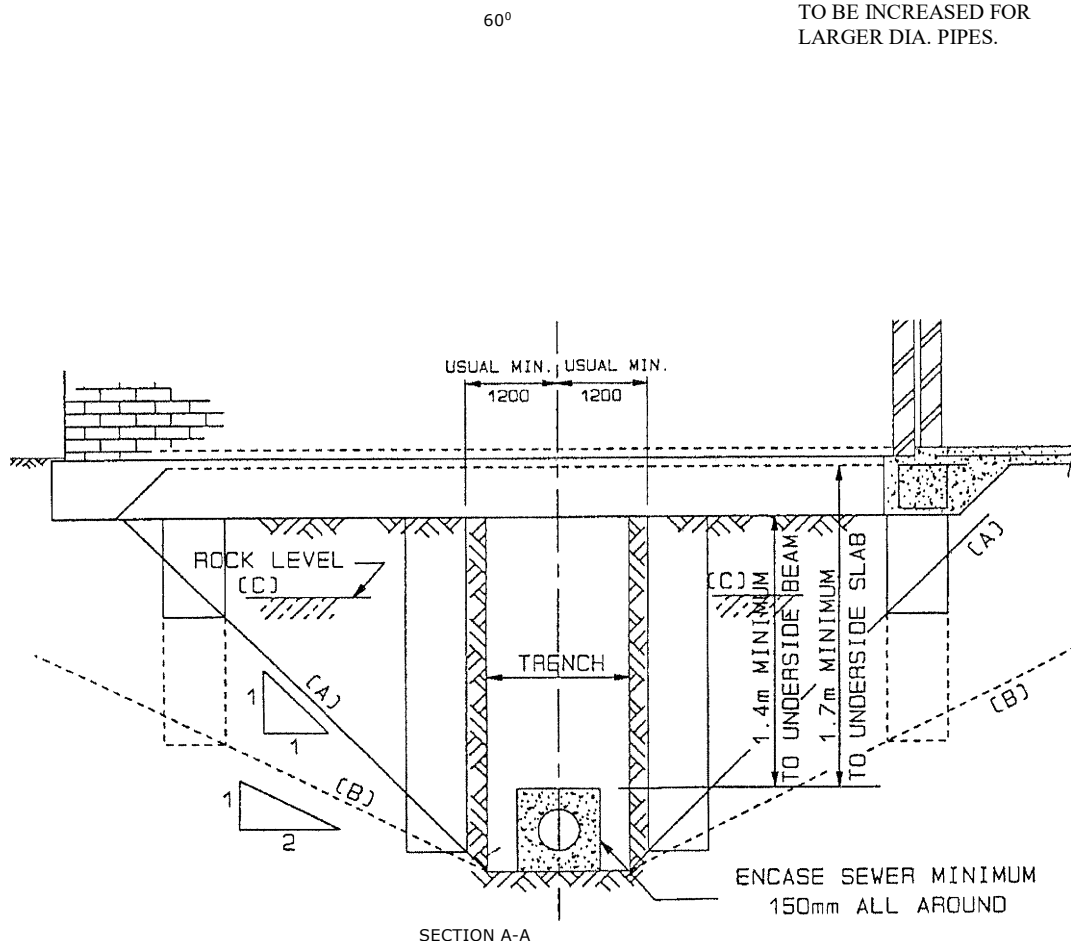 60⁰
TO BE INCREASED FOR
LARGER DIA. PIPES.
USUAL MIN. USUAL MIN.
1200 1200
ROCK LEVEL
(C)
(C)
(A)
TRENCH
1.4m MINIMUM
TO UNDERSIDE BEAM
1.7m MINIMUM
TO UNDERSIDE SLAB
1
1
(A)
(B)
1
2
(B)
ENCASE SEWER MINIMUM
150mm ALL AROUND
SECTION A-A